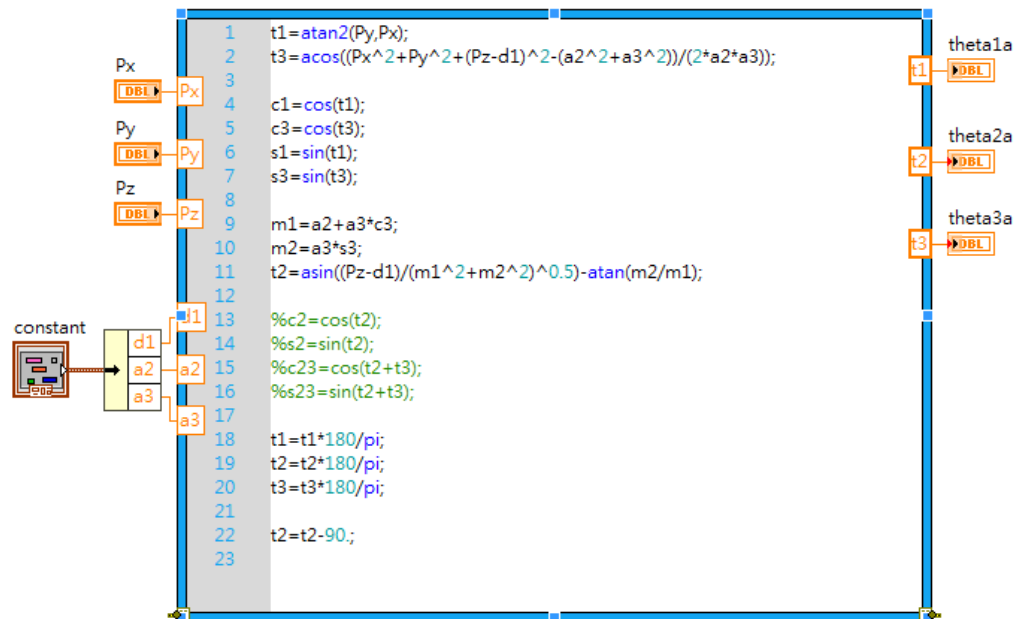 Px
DBL
Px
Py
DBL
Py
Pz
DBL
Pz
constant
d1
a2
a3
d1
a2
a3
1 t1=atan2(Py,Px);
2 t3=acos((Px^2+Py^2+(Pz-d1)^2-(a2^2+a3^2))/(2*a2*a3));
3
4 c1=cos(t1);
5 c3=cos(t3);
6 s1=sin(t1);
7 s3=sin(t3);
8
9 m1=a2+a3*c3;
10 m2=a3*s3;
11 t2=asin((Pz-d1)/(m1^2+m2^2)^0.5)-atan(m2/m1);
12
13 %c2=cos(t2);
14 %s2=sin(t2);
15 %c23=cos(t2+t3);
16 %s23=sin(t2+t3);
17
18 t1=t1*180/pi;
19 t2=t2*180/pi;
20 t3=t3*180/pi;
21
22 t2=t2-90.;
23
theta1a
t1
DBL
theta2a
t2
DBL
theta3a
t3
DBL